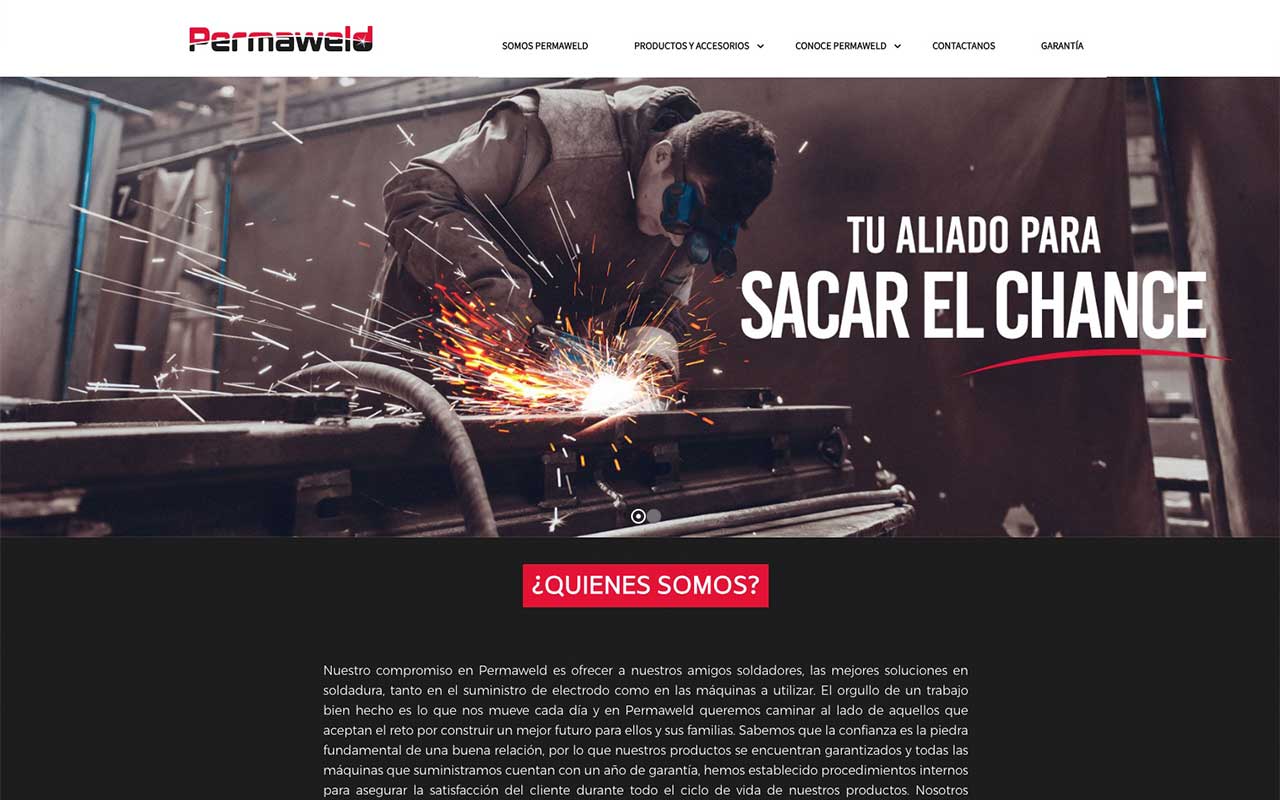 Permaweld
SOMOS PERMAWELD
PRODUCTOS Y ACCESORIOS
CONOCE PERMAWELD
CONTACTANOS
GARANTÍA
7
TU ALIADO PARA
SACAR EL CHANCE
¿QUIENES SOMOS?
Nuestro compromiso en Permaweld es ofrecer a nuestros amigos soldadores, las mejores soluciones en
soldadura, tanto en el suministro de electrodo como en las máquinas a utilizar. El orgullo de un trabajo
bien hecho es lo que nos mueve cada día y en Permaweld queremos caminar al lado de aquellos que
aceptan el reto por construir un mejor futuro para ellos y sus familias. Sabemos que la confianza es la piedra
fundamental de una buena relación, por lo que nuestros productos se encuentran garantizados y todas las
máquinas que suministramos cuentan con un año de garantía, hemos establecido procedimientos internos
para asegurar la satisfacción del cliente durante todo el ciclo de vida de nuestros productos. Nosotros